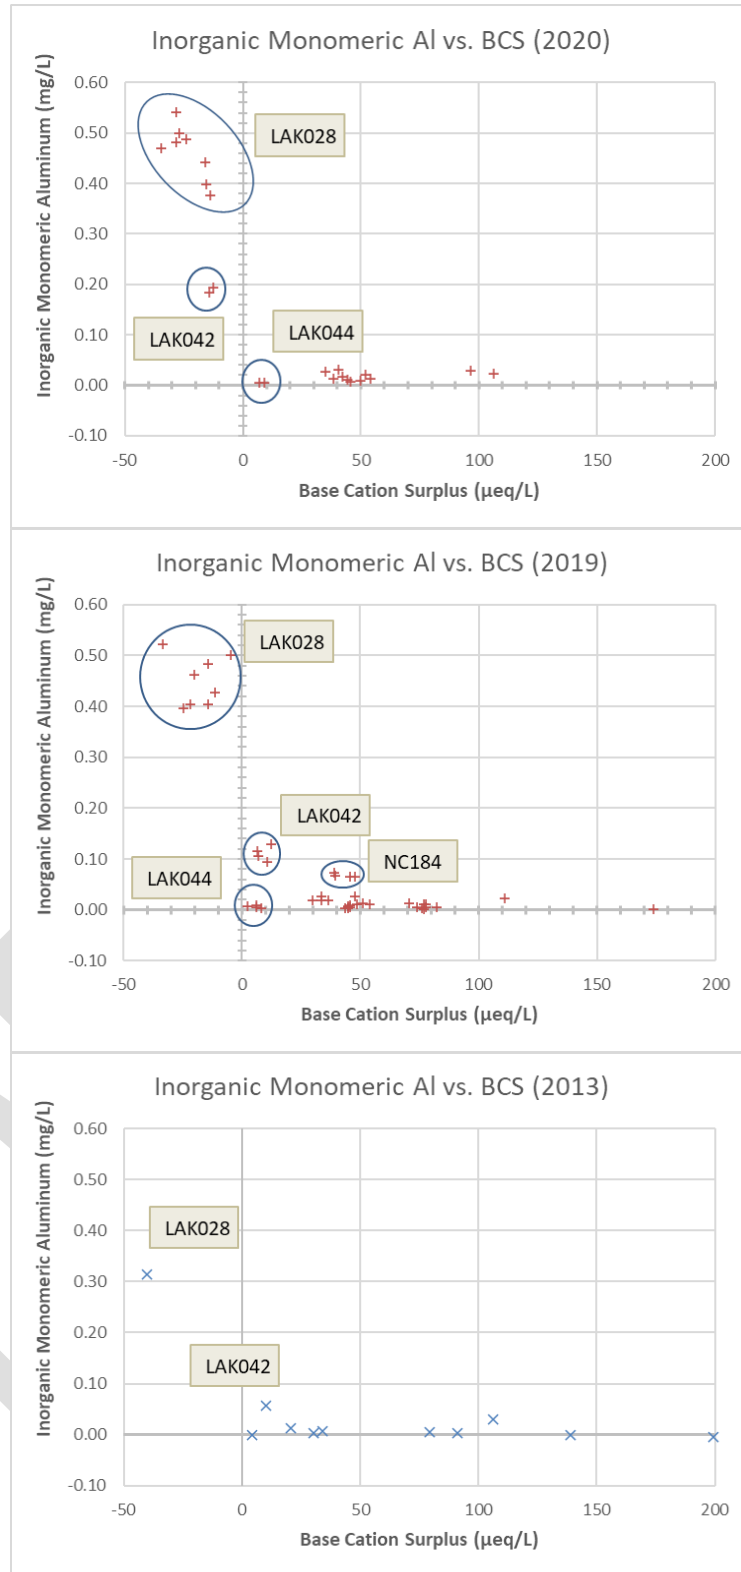 Inorganic Monomeric Al vs. BCS (2020)
Inorganic Monomeric Aluminum (mg/L)
0.60
0.50
0.40
0.30
0.20
0.10
0.00
-0.10
LAK028
LAK042
LAK044
-50
0
50
100
150
200
Base Cation Surplus (µeq/L)
Inorganic Monomeric Al vs. BCS (2019)
Inorganic Monomeric Aluminum (mg/L)
0.60
0.50
0.40
0.30
0.20
0.10
0.00
-0.10
LAK028
LAK042
NC184
LAK044
-50
0
50
100
150
200
Base Cation Surplus (µeq/L)
Inorganic Monomeric Al vs. BCS (2013)
Inorganic Monomeric Aluminum (mg/L)
0.60
0.50
0.40
0.30
0.20
0.10
0.00
-0.10
LAK028
LAK042
-50
0
50
100
150
200
Base Cation Surplus (µeq/L)